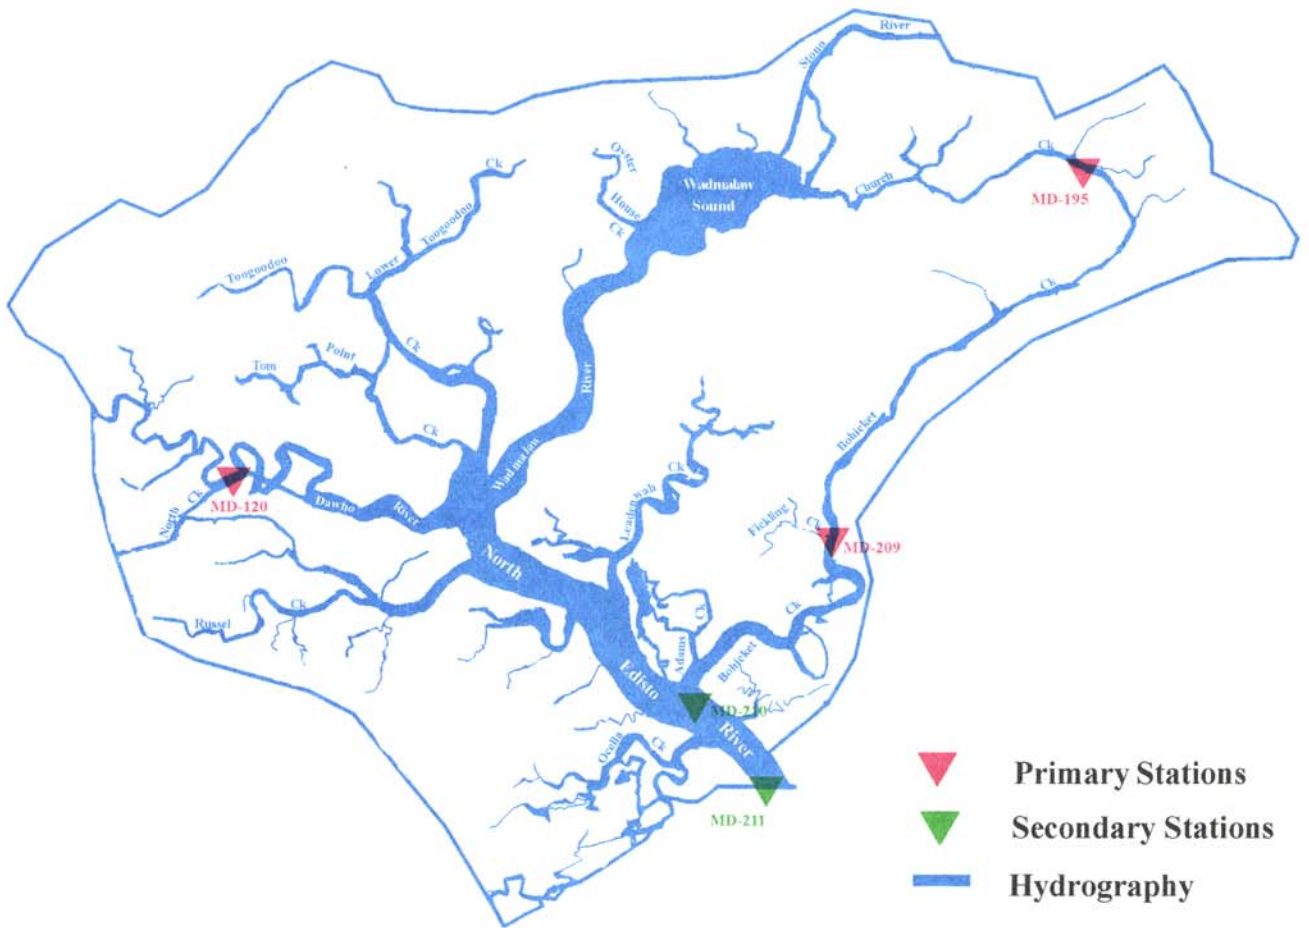 River
Stono
Oyster
House
Ck
Wadmalaw
Sound
Church
Ck
MD-195
Ck
Toogoodoo
Lower
Toogoodoo
Ck
Ck
Tom
Point
Ck
River
Wadmalaw
Bohicket
Leadenwah
Ck
Fickling
Ck
MD-209
North
Ck
MD-120
Dawho
River
North
Edisto
River
Russel
Ck
Adams
Ck
Bohicket
Ck
MD-210
Ocella
Ck
MD-211
Primary Stations
Secondary Stations
Hydrography